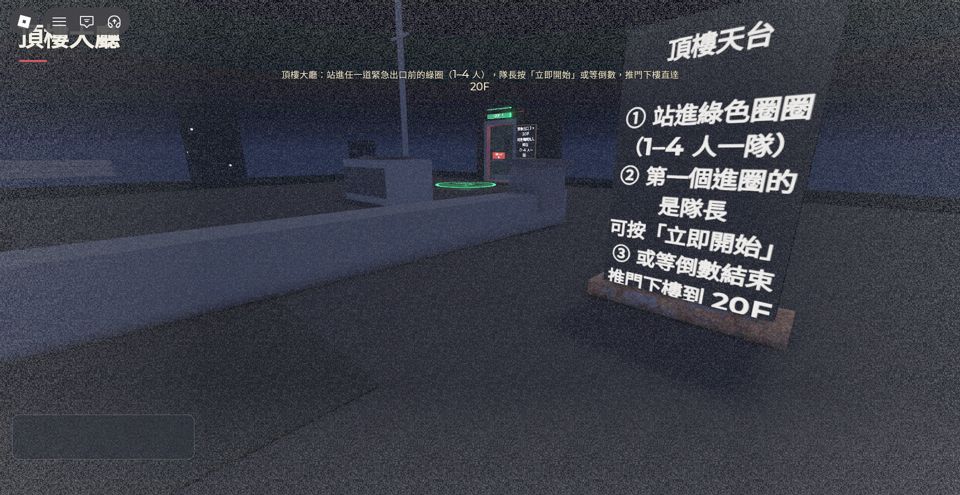 頂樓大廳
頂樓大廳：站進任一道緊急出口前的綠圈（1–4 人），隊長按「立即開始」或等倒數，推門下樓直達
20F
頂樓天台
① 站進綠色圈圈
（1–4 人一隊）
② 第一個進圈的
是隊長
可按「立即開始」
③ 或等倒數結束
推門下樓到 20F